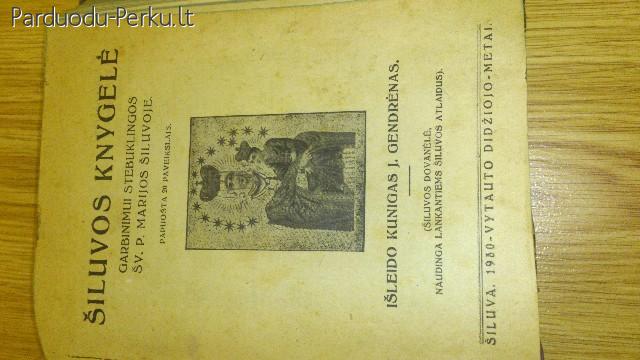 Parduodu-Perku.lt
ŠILUVOS KNYGELĖ
GARBINIMUI STEBUKLINGOS
ŠV. P. MARIJOS ŠILUVOJE.
PAPUOŠTA 20 PAVEIKSLAIS.
IŠLEIDO KUNIGAS J. GENDRĖNAS.
(ŠILUVOS DOVANĖLĖ,
NAUDINGA LANKANTIEMS ŠILUVOS ATLAIDUS).
ŠILUVA. 1930-VYTAUTO DIDŽIOJO-METAI.